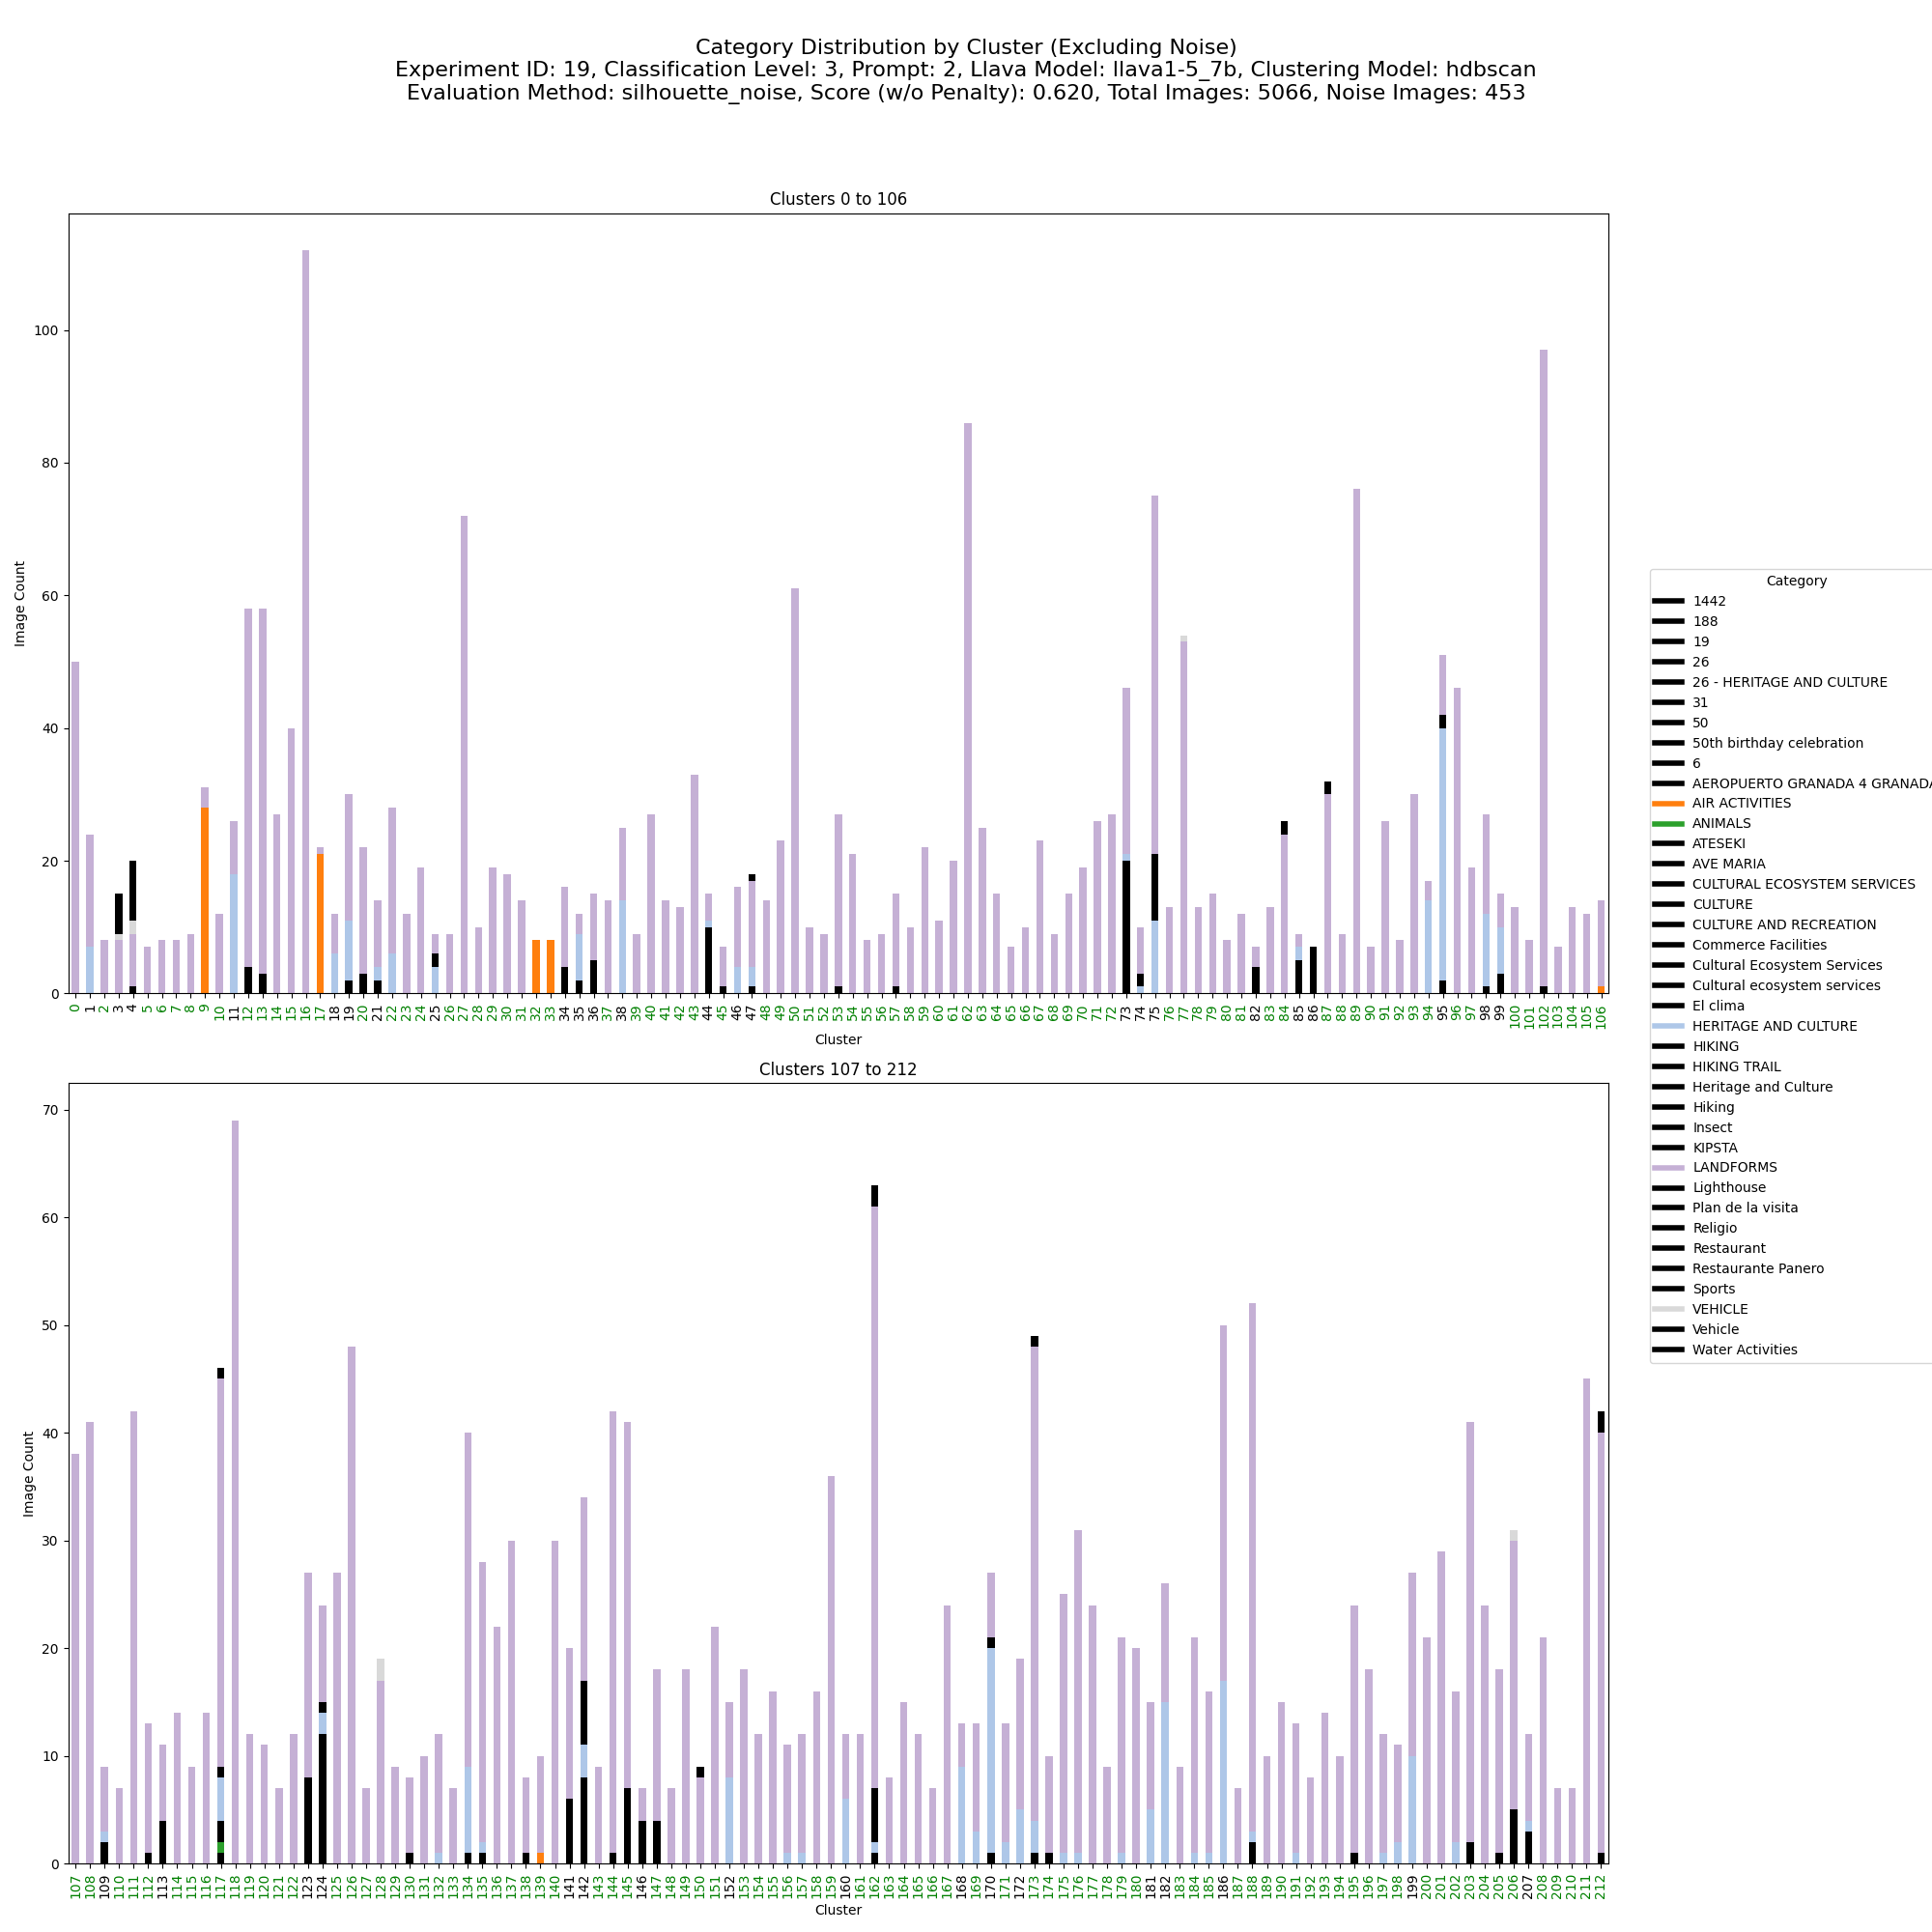 Category Distribution by Cluster (Excluding Noise)
Experiment ID: 19, Classification Level: 3, Prompt: 2, Llava Model: llava1-5_7b, Clustering Model: hdbscan
Evaluation Method: silhouette_noise, Score (w/o Penalty): 0.620, Total Images: 5066, Noise Images: 453
Clusters 0 to 106
Image Count
100
80
60
40
20
0
0 1 2 3 4 5 6 7 8 9 10 11 12 13 14 15 16 17 18 19 20 21 22 23 24 25 26 27 28 29 30 31 32 33 34 35 36 37 38 39 40 41 42 43 44 45 46 47 48 49 50 51 52 53 54 55 56 57 58 59 60 61 62 63 64 65 66 67 68 69 70 71 72 73 74 75 76 77 78 79 80 81 82 83 84 85 86 87 88 89 90 91 92 93 94 95 96 97 98 99 100 101 102 103 104 105 106
Cluster
Clusters 107 to 212
Image Count
70
60
50
40
30
20
10
0
107 108 109 110 111 112 113 114 115 116 117 118 119 120 121 122 123 124 125 126 127 128 129 130 131 132 133 134 135 136 137 138 139 140 141 142 143 144 145 146 147 148 149 150 151 152 153 154 155 156 157 158 159 160 161 162 163 164 165 166 167 168 169 170 171 172 173 174 175 176 177 178 179 180 181 182 183 184 185 186 187 188 189 190 191 192 193 194 195 196 197 198 199 200 201 202 203 204 205 206 207 208 209 210 211 212
Cluster
Category
1442
188
19
26
26 - HERITAGE AND CULTURE
31
50
50th birthday celebration
6
AEROPUERTO GRANADA 4 GRANADA
AIR ACTIVITIES
ANIMALS
ATESEKI
AVE MARIA
CULTURAL ECOSYSTEM SERVICES
CULTURE
CULTURE AND RECREATION
Commerce Facilities
Cultural Ecosystem Services
Cultural ecosystem services
El clima
HERITAGE AND CULTURE
HIKING
HIKING TRAIL
Heritage and Culture
Hiking
Insect
KIPSTA
LANDFORMS
Lighthouse
Plan de la visita
Religio
Restaurant
Restaurante Panero
Sports
VEHICLE
Vehicle
Water Activities